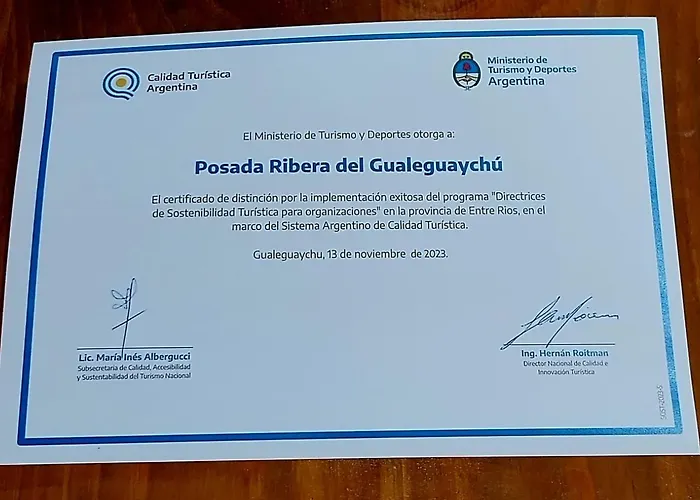 Calidad Turística
Argentina
Ministerio de
Turismo y Deportes
Argentina
El Ministerio de Turismo y Deportes otorga a:
Posada Ribera del Gualeguaychú
El certificado de distinción por la implementación exitosa del programa "Directrices
de Sostenibilidad Turística para organizaciones" en la provincia de Entre Rios, en el
marco del Sistema Argentino de Calidad Turística.
Gualeguaychu, 13 de noviembre de 2023.
Lic. María Inés Albergucci
Subsecretaria de Calidad, Accesibilidad
y Sustentabilidad del Turismo Nacional
Ing. Hernán Roitman
Director Nacional de Calidad e
Innovación Turística